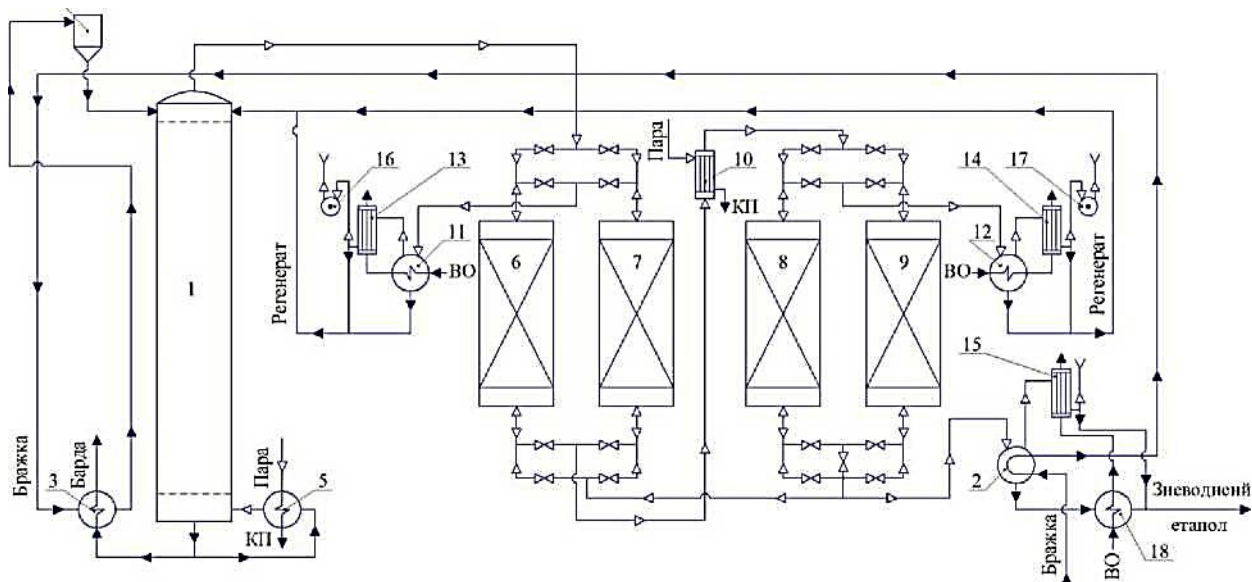 16
13
Пара
10
КП
14
17
Регенерат
11
ВО
6
7
8
9
12
ВО
Регенерат
1
15
Бражка
Барда
3
Пара
5
КП
2
Зневоднений
етапол
Бражка
ВО
18